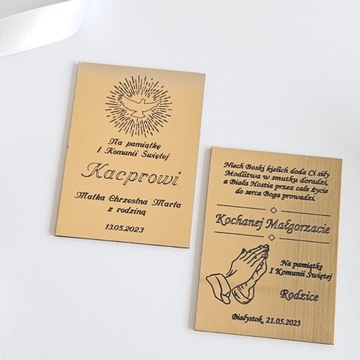 Na pamiątkę
I Komunii Świętej
Kacprowi
Matka Chrzestna Marta
z rodziną
13.05.2023
Niech Boski kielich doda Ci siły
Modlitwa w smutku doradzi,
a Biała Hostia przez całe życie
do serca Boga prowadzi.
Kochanej Małgorzacie
Na pamiątkę
I Komunii Świętej
Rodzice
Białystok, 21.05.2023